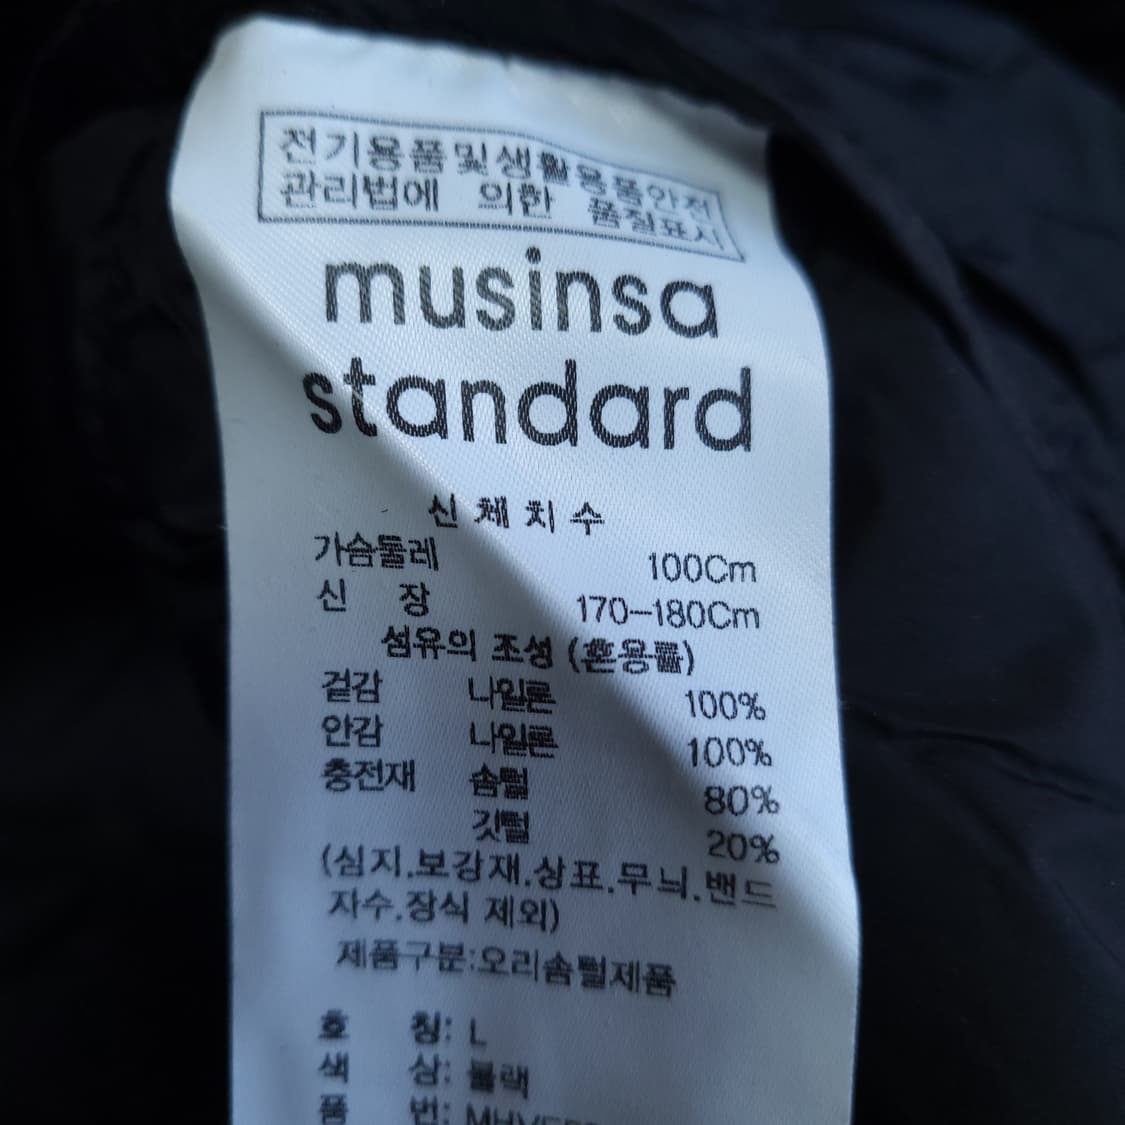 전기용품및생활용품안전
관리법에 의한 품질표시
musinsa
standard
신체치수
가슴둘레 100Cm
신 장 170-180Cm
섬유의 조성 (혼용률)
겉감 나일론 100%
안감 나일론 100%
충전재 솜털 80%
깃털 20%
(심지.보강재.상표.무늬.밴드
자수.장식 제외)
제품구분:오리솜털제품
호 칭: L
색 상: 블랙
품 번: